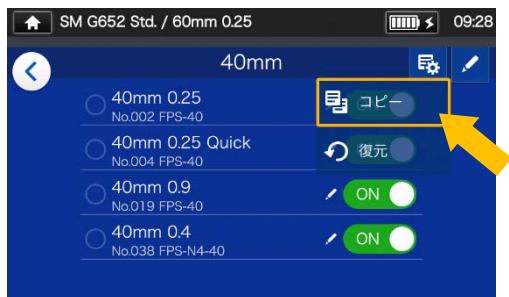 SM G652 Std. / 60mm 0.25
09:28
40mm
40mm 0.25
No.002 FPS-40
コピー
40mm 0.25 Quick
No.004 FPS-40
復元
40mm 0.9
No.019 FPS-40
ON
40mm 0.4
No.038 FPS-N4-40
ON